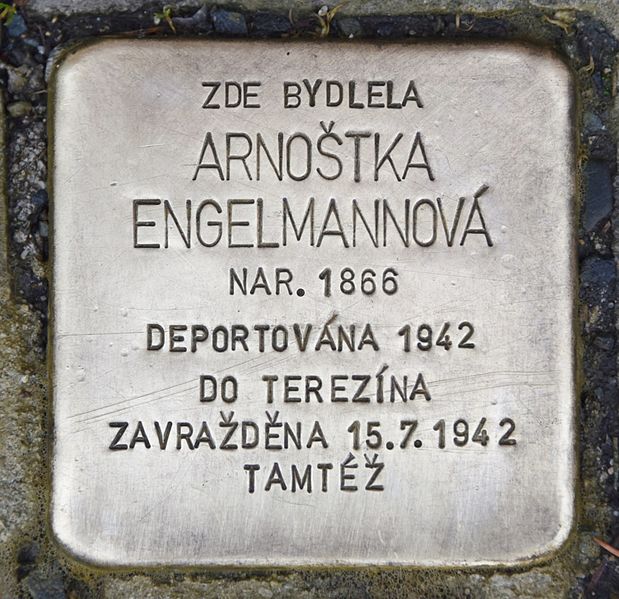 ZDE BYDLELA
ARNOŠTKA
ENGELMANNOVÁ
NAR. 1866
DEPORTOVÁNA 1942
DO TEREZÍNA
ZAVRAŽDĚNA 15.7.1942
TAMTÉŽ